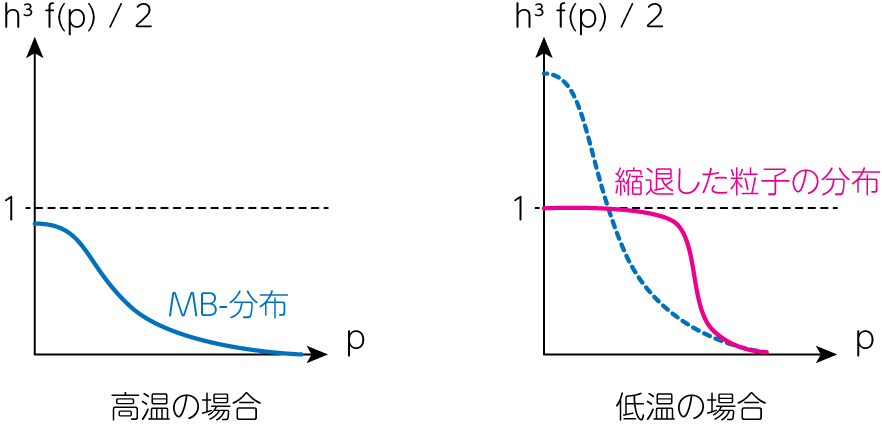 h³ f(p) / 2
1
MB-分布
p
高温の場合
h³ f(p) / 2
縮退した粒子の分布
1
p
低温の場合